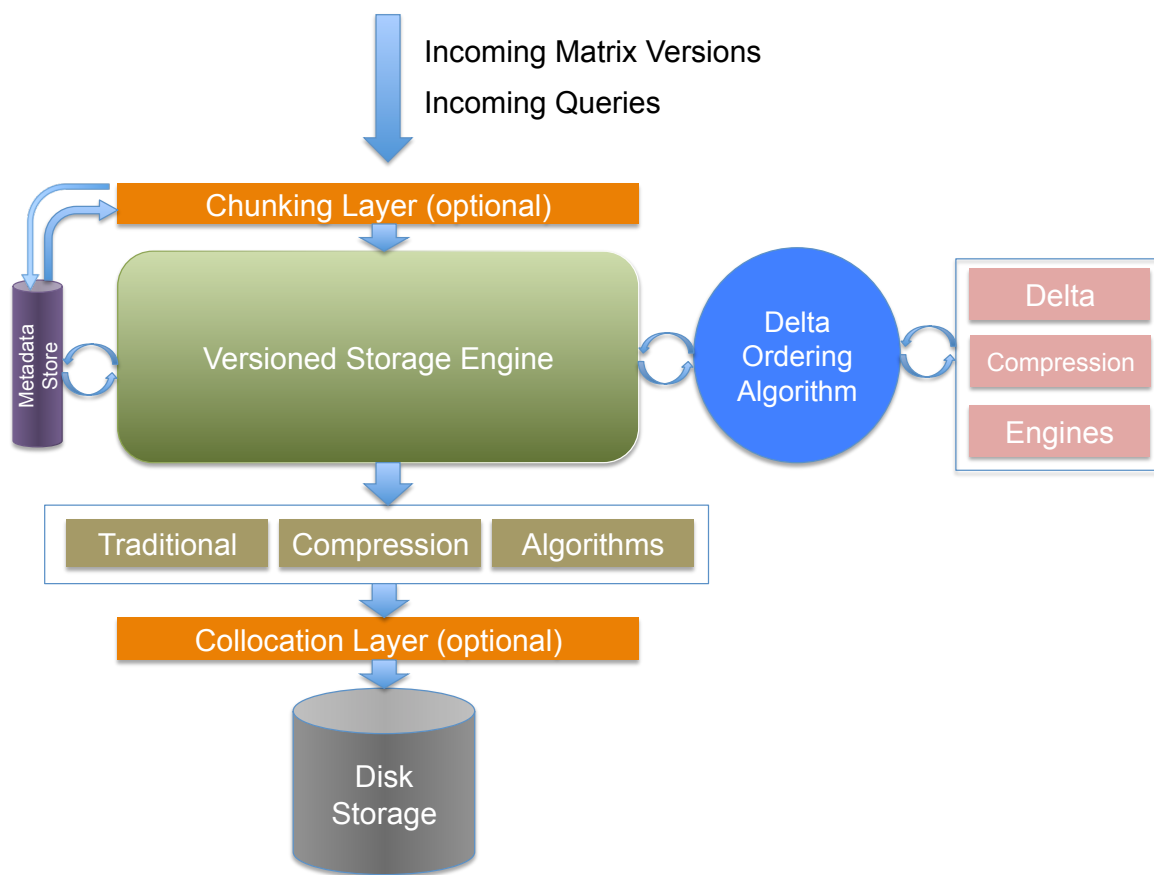 Incoming Matrix Versions
Incoming Queries
Chunking Layer (optional)
Metadata
Store
Versioned Storage Engine
Delta
Ordering
Algorithm
Delta
Compression
Engines
Traditional
Compression
Algorithms
Collocation Layer (optional)
Disk
Storage